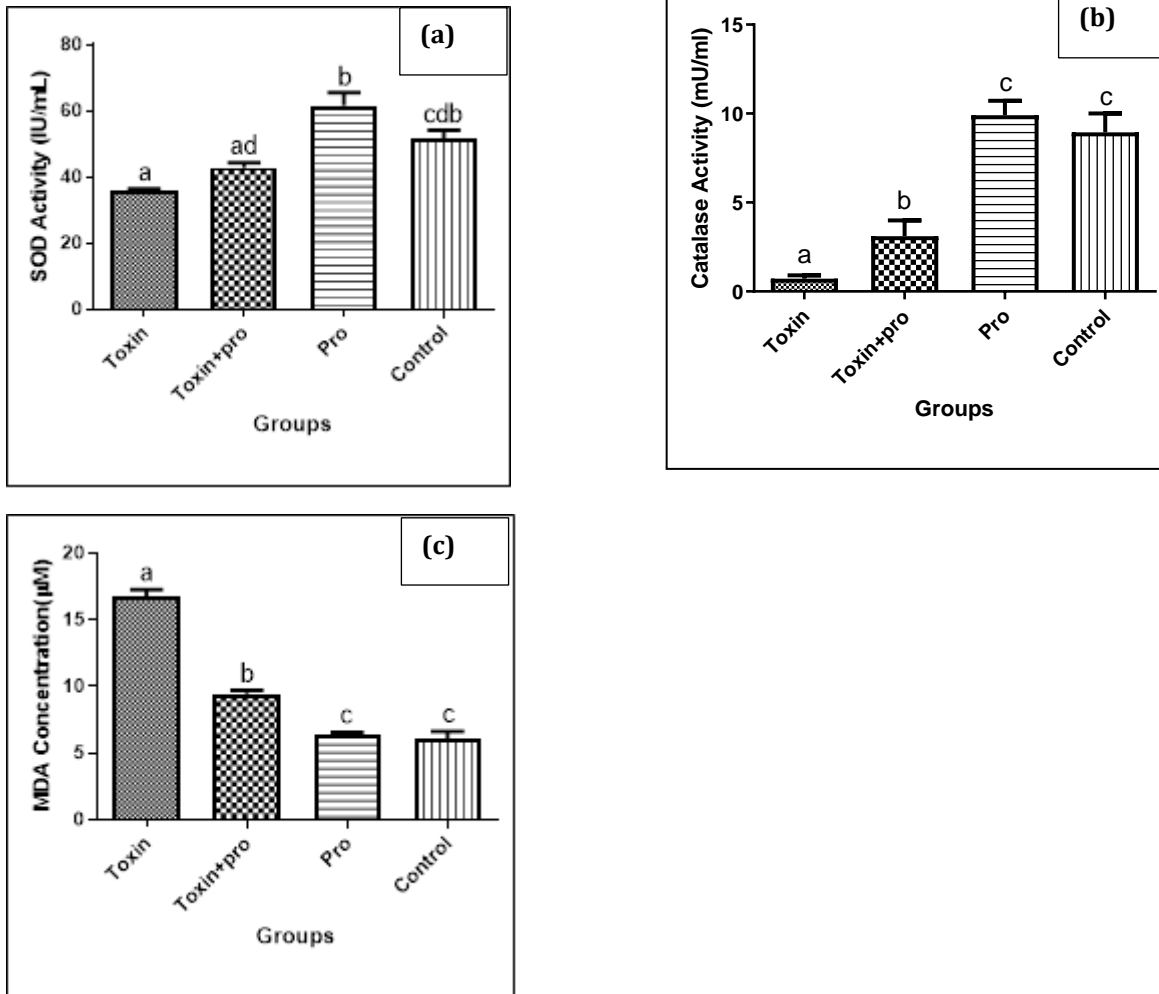 (a)
SOD Activity (IU/mL)
80
60
40
20
0
a
ad
b
cdb
Toxin
Toxin+pro
Pro
Control
Groups
(b)
Catalase Activity (mU/ml)
15
10
5
0
a
b
c
c
Toxin
Toxin+pro
Pro
Control
Groups
(c)
MDA Concentration(µM)
20
15
10
5
0
a
b
c
c
Toxin
Toxin+pro
Pro
Control
Groups